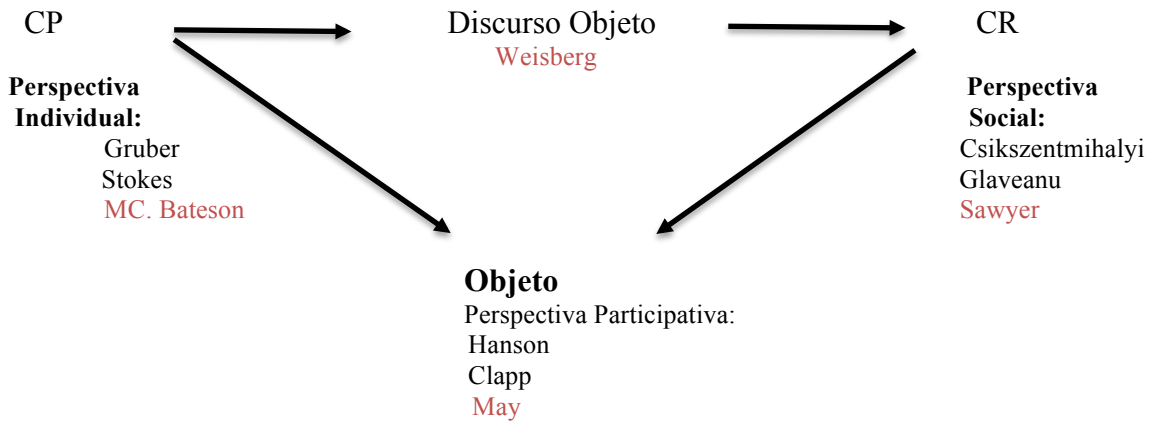 CP
Discurso Objeto
CR
Weisberg
Perspectiva
Individual:
Gruber
Stokes
MC. Bateson
Perspectiva
Social:
Csikszentmihalyi
Glaveanu
Sawyer
Objeto
Perspectiva Participativa:
Hanson
Clapp
May